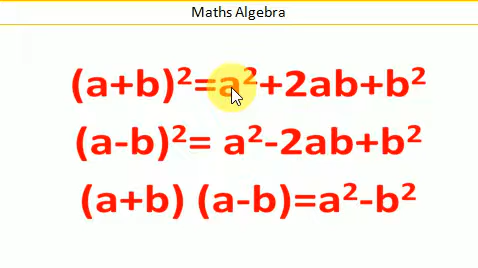 Maths Algebra
(a+b)²=a²+2ab+b²
(a-b)²= a²-2ab+b²
(a+b) (a-b)=a²-b²